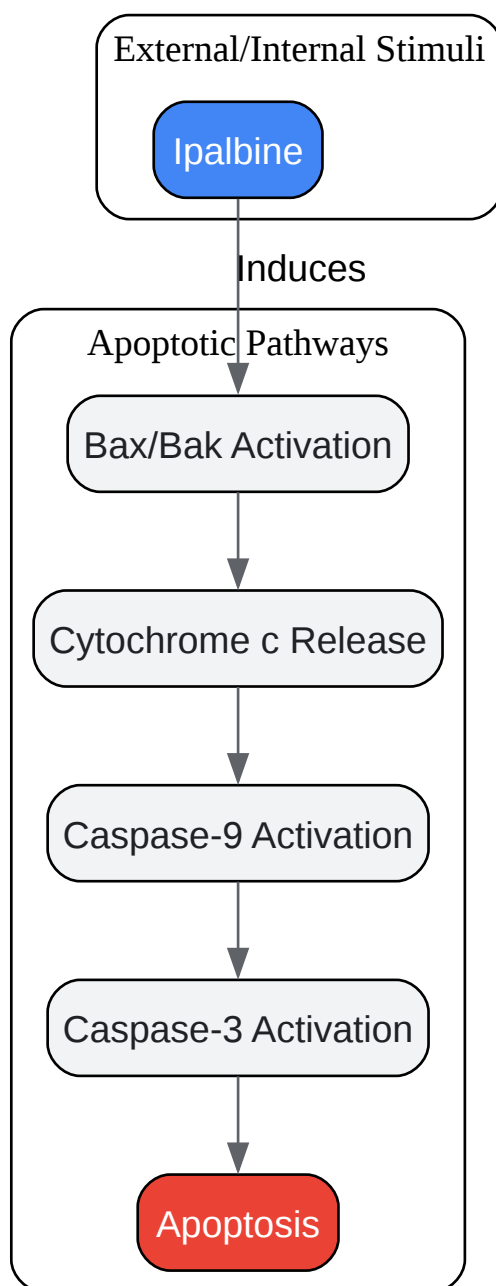 External/Internal Stimuli
Ipalbine
Induces
Apoptotic Pathways
Bax/Bak Activation
Cytochrome c Release
Caspase-9 Activation
Caspase-3 Activation
Apoptosis